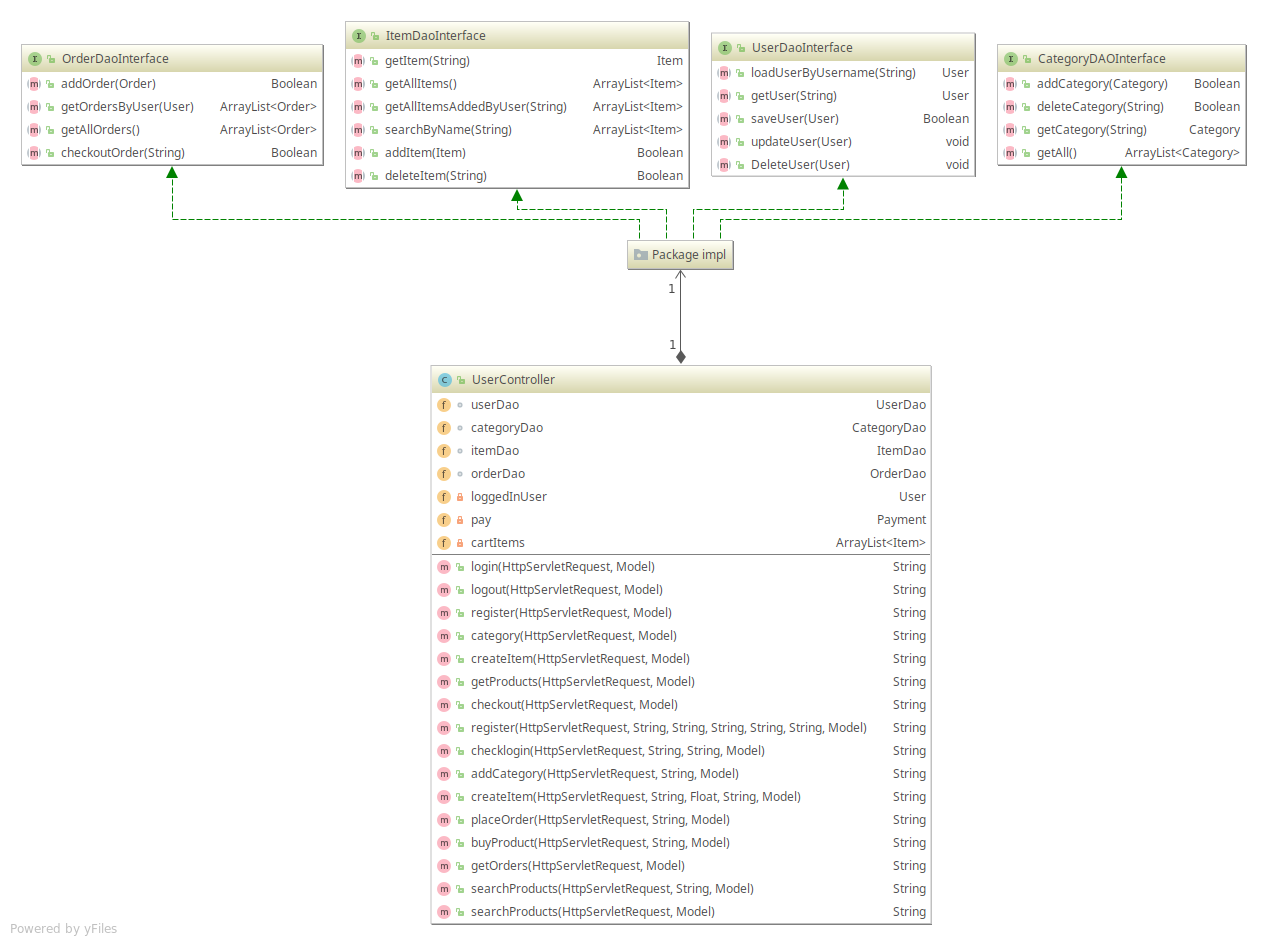 OrderDaoInterface
addOrder(Order) Boolean
getOrdersByUser(User) ArrayList<Order>
getAllOrders() ArrayList<Order>
checkoutOrder(String) Boolean
ItemDaoInterface
getItem(String) Item
getAllItems() ArrayList<Item>
getAllItemsAddedByUser(String) ArrayList<Item>
searchByName(String) ArrayList<Item>
addItem(Item) Boolean
deleteItem(String) Boolean
UserDaoInterface
loadUserByUsername(String) User
getUser(String) User
saveUser(User) Boolean
updateUser(User) void
DeleteUser(User) void
CategoryDAOInterface
addCategory(Category) Boolean
deleteCategory(String) Boolean
getCategory(String) Category
getAll() ArrayList<Category>
Package impl
1
1
UserController
userDao UserDao
categoryDao CategoryDao
itemDao ItemDao
orderDao OrderDao
loggedInUser User
pay Payment
cartItems ArrayList<Item>
login(HttpServletRequest, Model) String
logout(HttpServletRequest, Model) String
register(HttpServletRequest, Model) String
category(HttpServletRequest, Model) String
createItem(HttpServletRequest, Model) String
getProducts(HttpServletRequest, Model) String
checkout(HttpServletRequest, Model) String
register(HttpServletRequest, String, String, String, String, String, Model) String
checklogin(HttpServletRequest, String, String, Model) String
addCategory(HttpServletRequest, String, Model) String
createItem(HttpServletRequest, String, Float, String, Model) String
placeOrder(HttpServletRequest, String, Model) String
buyProduct(HttpServletRequest, String, Model) String
getOrders(HttpServletRequest, Model) String
searchProducts(HttpServletRequest, String, Model) String
searchProducts(HttpServletRequest, Model) String
Powered by yFiles